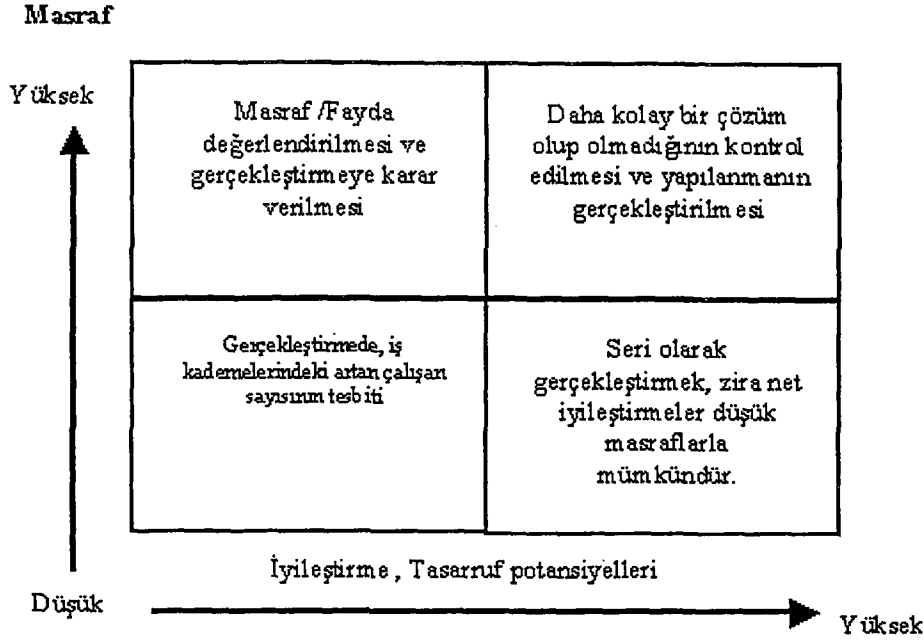 Masraf
Yüksek
Masraf /Fayda
değerlendirilmesi ve
gerçekleştirmeye karar
verilmesi
Daha kolay bir çözüm
olup olmadığının kontrol
edilmesi ve yapılanmanın
gerçekleştirilmesi
Gerçekleştirmede, iş
kademelerindeki artan çalışan
sayısının tesbiti
Seri olarak
gerçekleştirmek, zira net
iyileştirmeler düşük
masraflarla
mümkündür.
İyileştirme , Tasarruf potansiyelleri
Düşük
Yüksek